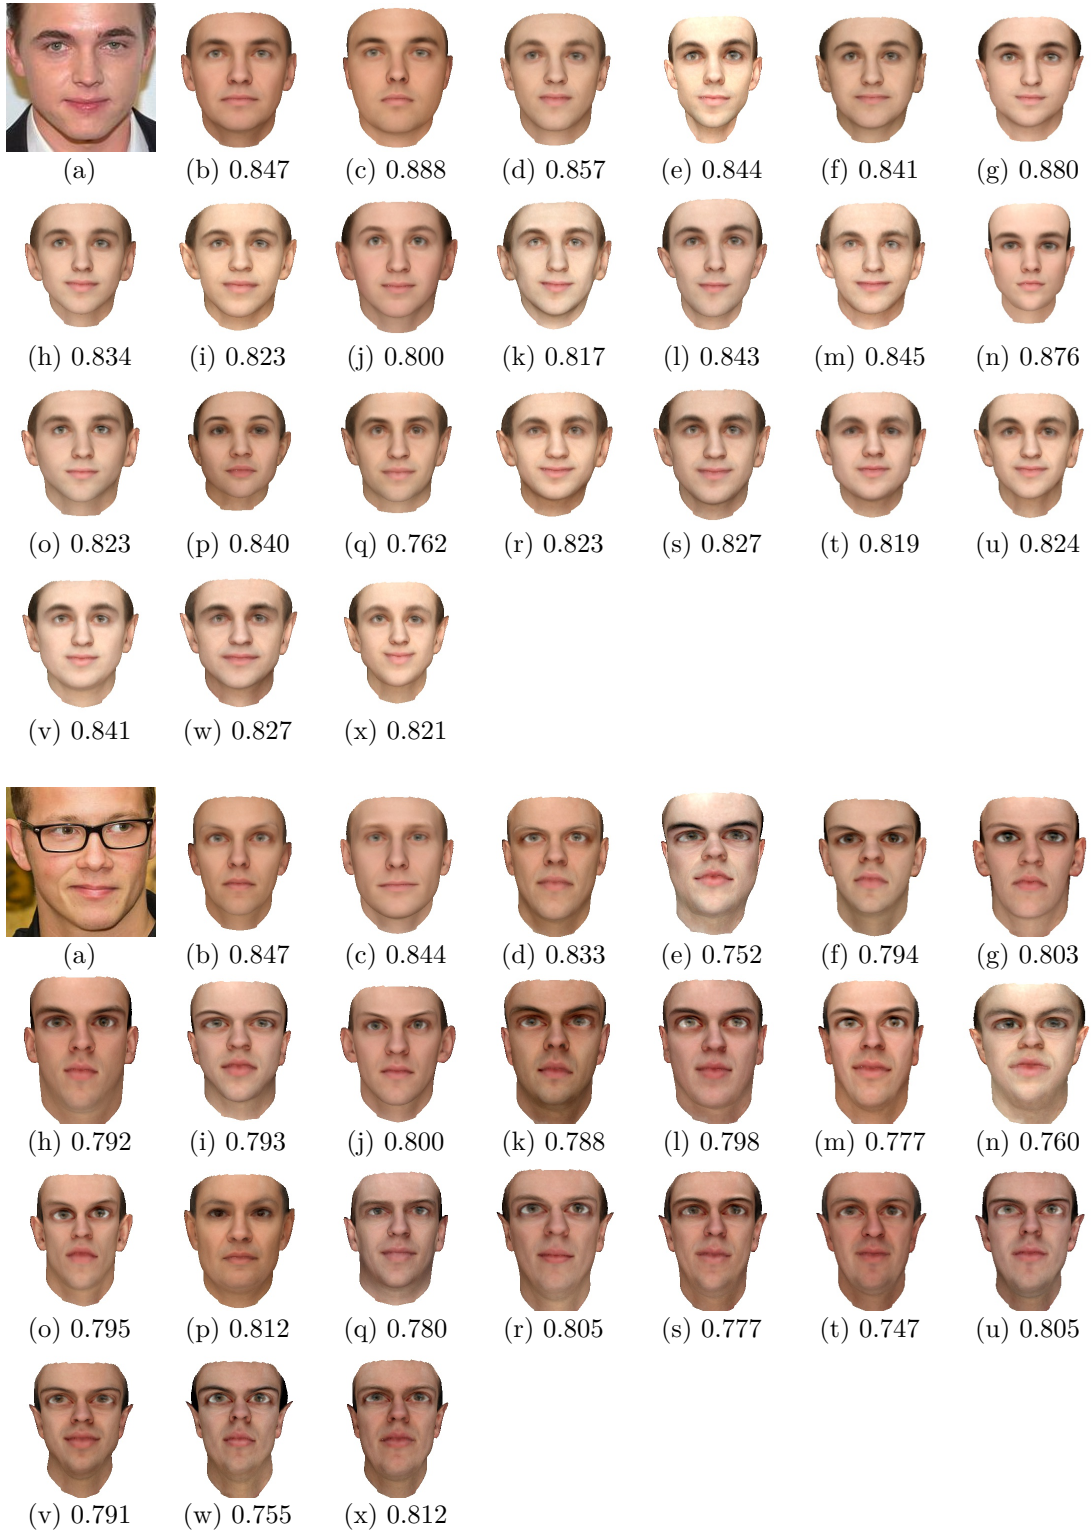 (a) (b) 0.847 (c) 0.888 (d) 0.857 (e) 0.844 (f) 0.841 (g) 0.880
(h) 0.834 (i) 0.823 (j) 0.800 (k) 0.817 (l) 0.843 (m) 0.845 (n) 0.876
(o) 0.823 (p) 0.840 (q) 0.762 (r) 0.823 (s) 0.827 (t) 0.819 (u) 0.824
(v) 0.841 (w) 0.827 (x) 0.821
(a) (b) 0.847 (c) 0.844 (d) 0.833 (e) 0.752 (f) 0.794 (g) 0.803
(h) 0.792 (i) 0.793 (j) 0.800 (k) 0.788 (l) 0.798 (m) 0.777 (n) 0.760
(o) 0.795 (p) 0.812 (q) 0.780 (r) 0.805 (s) 0.777 (t) 0.747 (u) 0.805
(v) 0.791 (w) 0.755 (x) 0.812